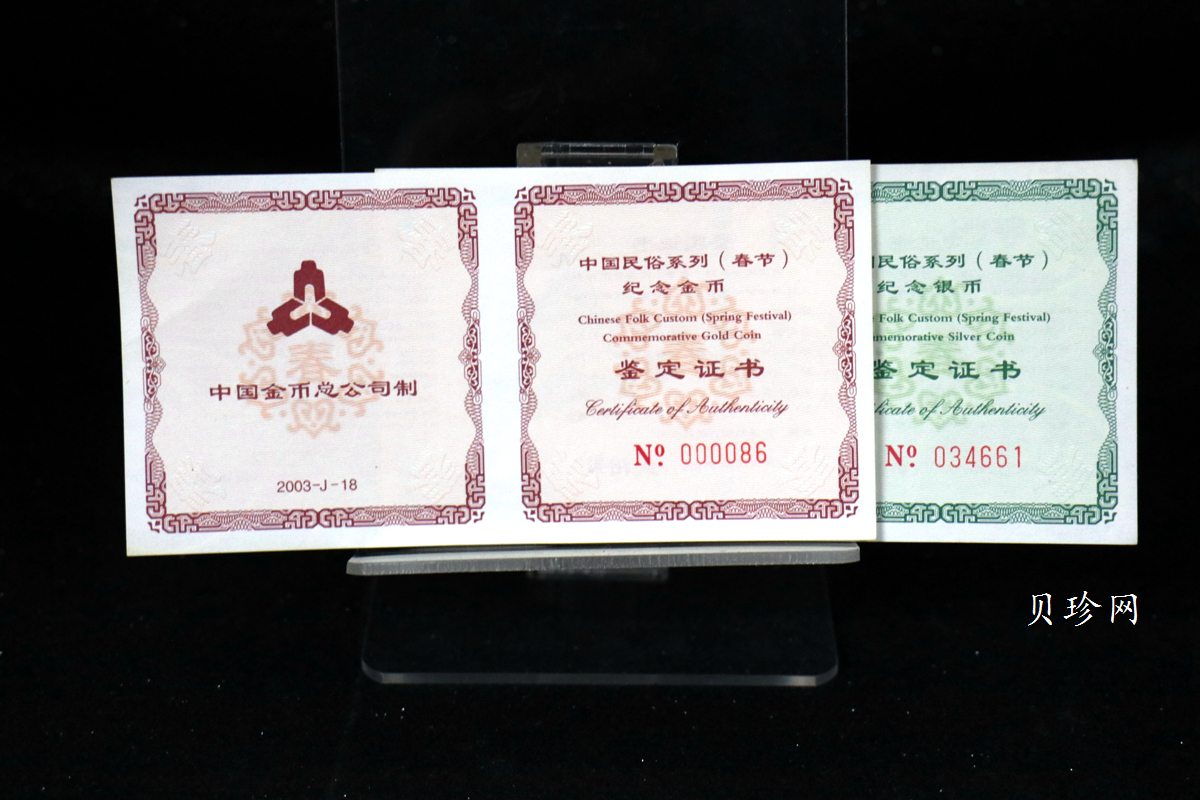 春
中国金币总公司制
2003-J-18
中国民俗系列（春节）
纪念金币
Chinese Folk Custom (Spring Festival)
Commemorative Gold Coin
鉴定证书
Certificate of Authenticity
Nº 000086
民俗系列（春节）
纪念银币
Folk Custom (Spring Festival)
memorative Silver Coin
鉴定证书
icate of Authenticity
Nº 034661
贝珍网